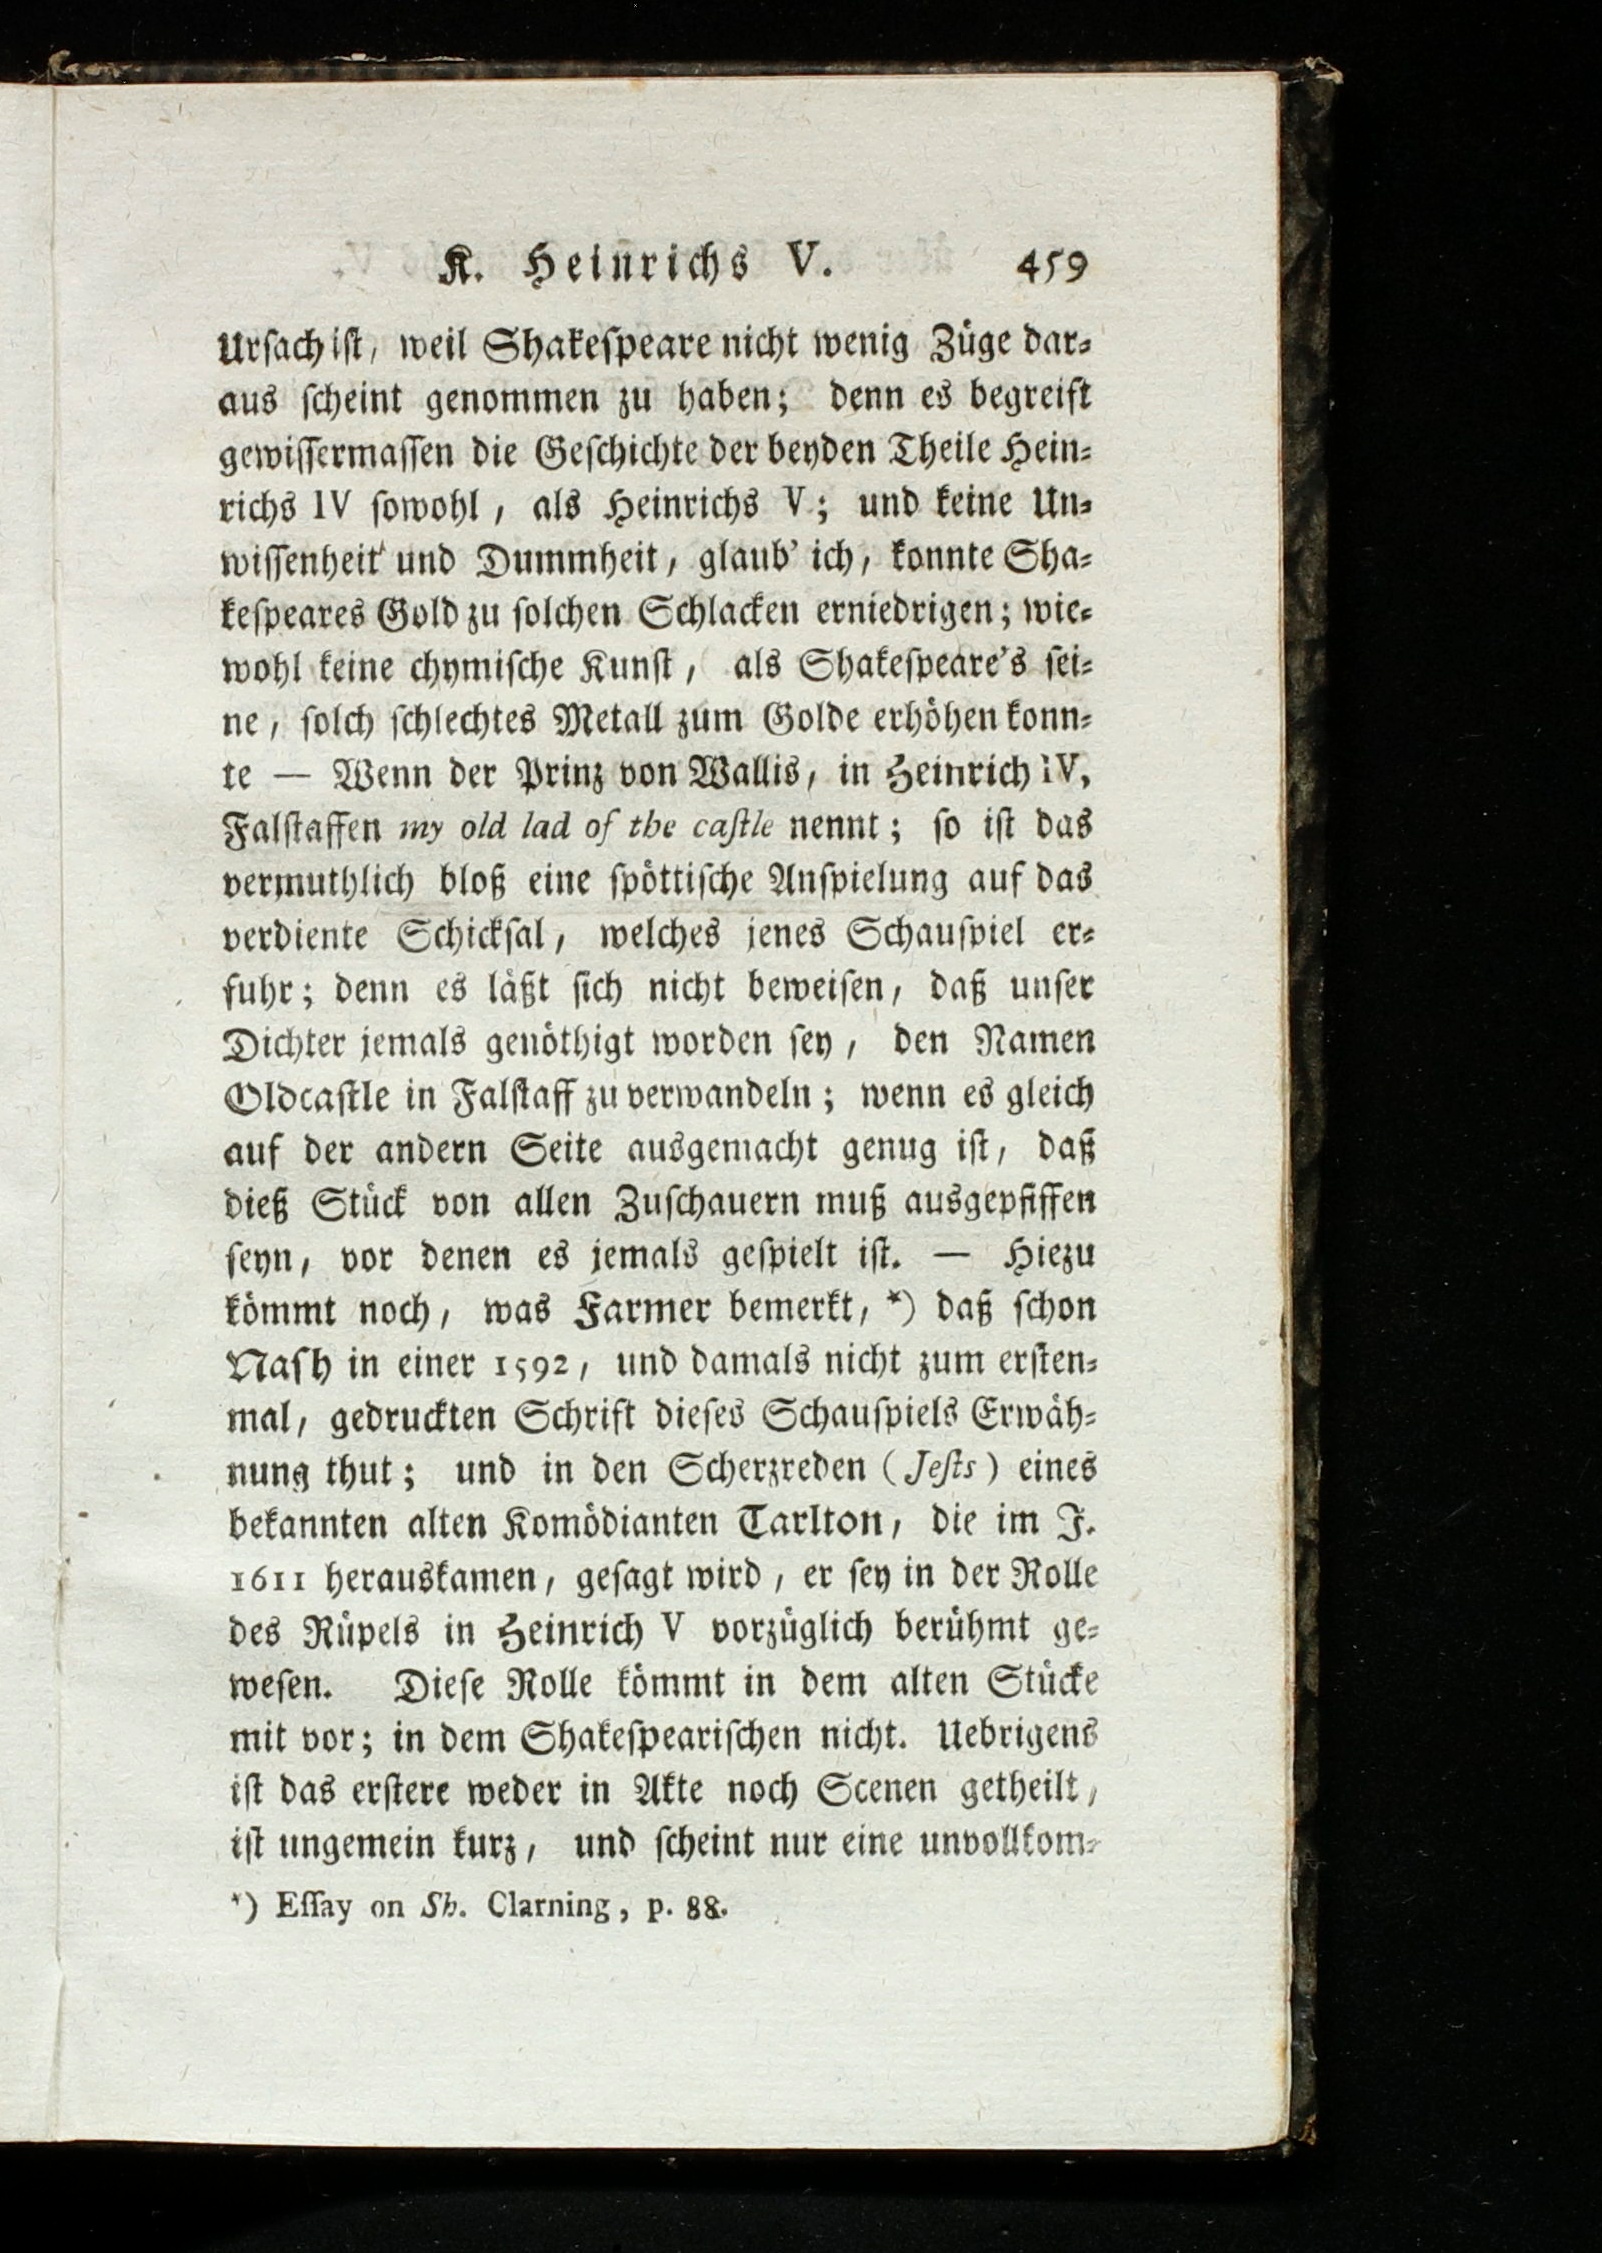 K. Heinrichs V. 459
Urſach iſt, weil Shakeſpeare nicht wenig Züge dar-
aus ſcheint genommen zu haben; denn es begreift
gewiſſermaſſen die Geſchichte der beyden Theile Hein-
richs IV ſowohl, als Heinrichs V; und keine Un-
wiſſenheit und Dummheit, glaub' ich, konnte Sha-
keſpeares Gold zu ſolchen Schlacken erniedrigen; wie-
wohl keine chymiſche Kunſt, als Shakeſpeare's ſei-
ne, ſolch ſchlechtes Metall zum Golde erhöhen konn-
te — Wenn der Prinz von Wallis, in Heinrich IV,
Falſtaffen my old lad of the caſtle nennt; ſo iſt das
vermuthlich bloß eine ſpöttiſche Anſpielung auf das
verdiente Schickſal, welches jenes Schauſpiel er-
fuhr; denn es läßt ſich nicht beweiſen, daß unſer
Dichter jemals genöthigt worden ſey, den Namen
Oldcaſtle in Falſtaff zu verwandeln; wenn es gleich
auf der andern Seite ausgemacht genug iſt, daß
dieß Stück von allen Zuſchauern muß ausgepfiffen
ſeyn, vor denen es jemals geſpielt iſt. — Hiezu
kömmt noch, was Farmer bemerkt, *) daß ſchon
Naſh in einer 1592, und damals nicht zum erſten-
mal, gedruckten Schrift dieſes Schauſpiels Erwäh-
nung thut; und in den Scherzreden (Jeſts) eines
bekannten alten Komödianten Tarlton, die im J.
1611 herauskamen, geſagt wird, er ſey in der Rolle
des Rüpels in Heinrich V vorzüglich berühmt ge-
weſen. Dieſe Rolle kömmt in dem alten Stücke
mit vor; in dem Shakeſpeariſchen nicht. Uebrigens
iſt das erſtere weder in Akte noch Scenen getheilt,
iſt ungemein kurz, und ſcheint nur eine unvollkom-
*) Eſſay on Sh. Clarning, p. 88.